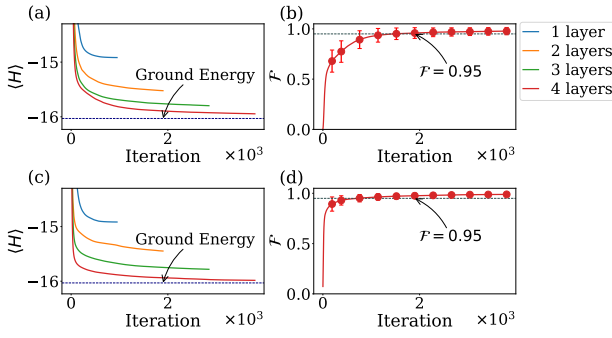 (a)
⟨H⟩
−15
−16
Ground Energy
0
2
Iteration
×10³
(b)
F
1.0
0.5
0.0
F = 0.95
0
2
Iteration
×10³
1 layer
2 layers
3 layers
4 layers
(c)
⟨H⟩
−15
−16
Ground Energy
0
2
Iteration
×10³
(d)
F
1.0
0.5
0.0
F = 0.95
0
2
Iteration
×10³